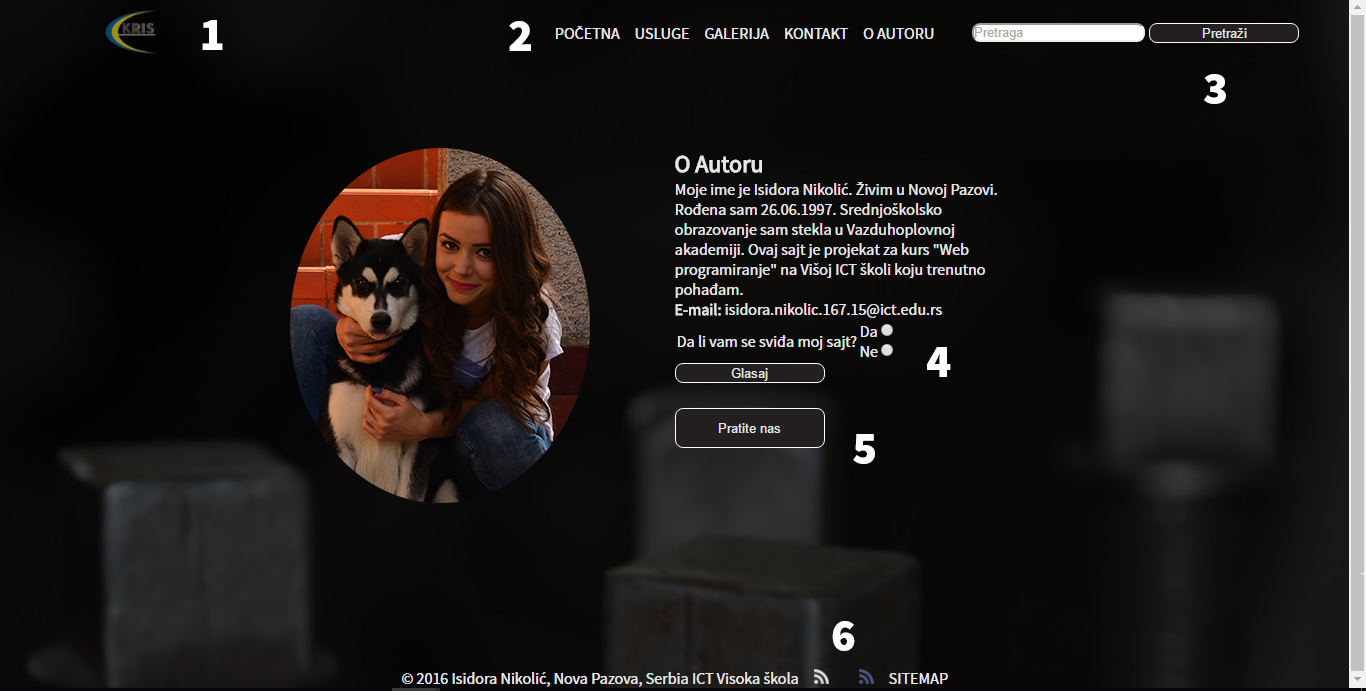 KRIS
1
2
POČETNA USLUGE GALERIJA KONTAKT O AUTORU
Pretraga
Pretraži
3
O Autoru
Moje ime je Isidora Nikolić. Živim u Novoj Pazovi.
Rođena sam 26.06.1997. Srednjoškolsko
obrazovanje sam stekla u Vazduhoplovnoj
akademiji. Ovaj sajt je projekat za kurs "Web
programiranje" na Višoj ICT školi koju trenutno
pohađam.
E-mail: isidora.nikolic.167.15@ict.edu.rs
Da li vam se sviđa moj sajt?
Da
Ne
4
Glasaj
Pratite nas
5
6
© 2016 Isidora Nikolić, Nova Pazova, Serbia ICT Visoka škola SITEMAP